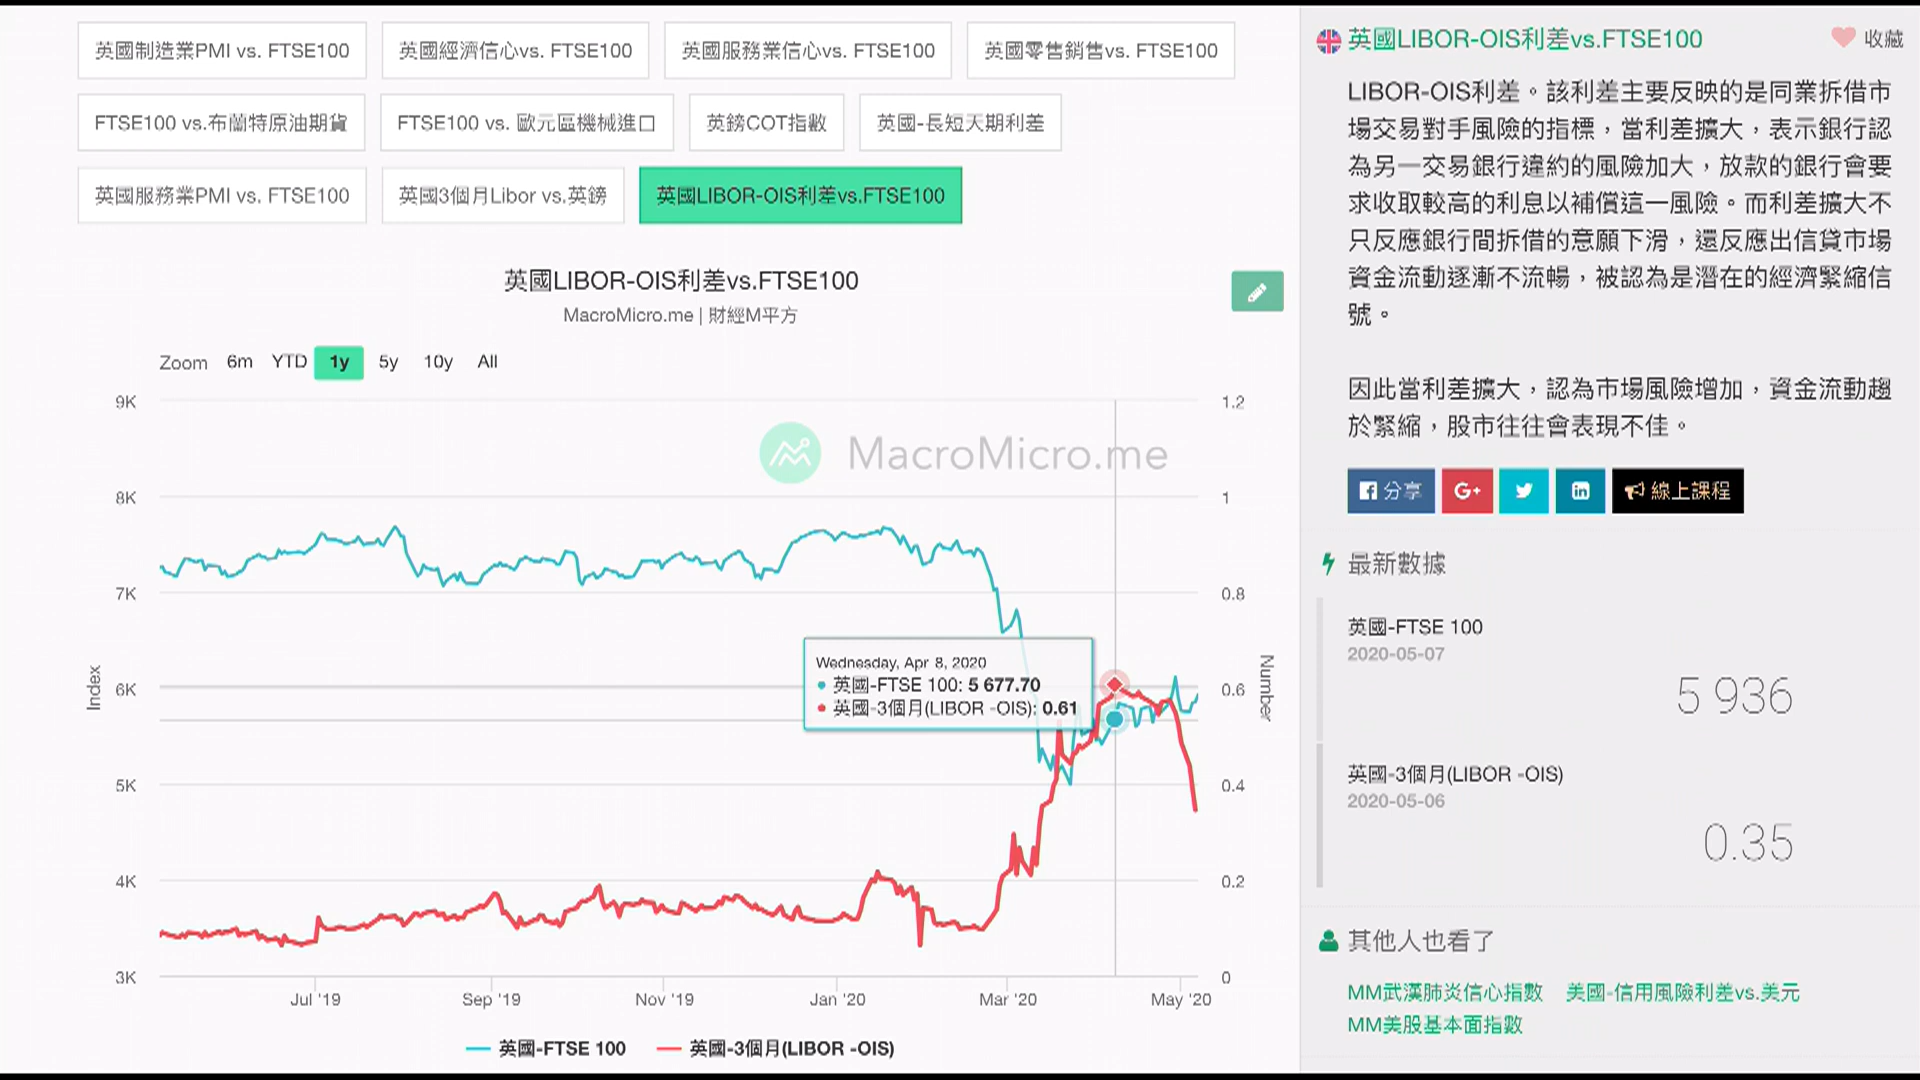 英國制造業PMI vs. FTSE100
英國經濟信心vs. FTSE100
英國服務業信心vs. FTSE100
英國零售銷售vs. FTSE100
FTSE100 vs.布蘭特原油期貨
FTSE100 vs. 歐元區機械進口
英鎊COT指數
英國-長短天期利差
英國服務業PMI vs. FTSE100
英國3個月Libor vs.英鎊
英國LIBOR-OIS利差vs.FTSE100
英國LIBOR-OIS利差vs.FTSE100
MacroMicro.me | 財經M平方
Zoom 6m YTD 1y 5y 10y All
MacroMicro.me
9K
8K
7K
6K
5K
4K
3K
Index
1.2
1
0.8
0.6
0.4
0.2
0
Number
Wednesday, Apr 8, 2020
英國-FTSE 100: 5 677.70
英國-3個月(LIBOR -OIS): 0.61
Jul '19 Sep '19 Nov '19 Jan '20 Mar '20 May '20
英國-FTSE 100 英國-3個月(LIBOR -OIS)
英國LIBOR-OIS利差vs.FTSE100
收藏
LIBOR-OIS利差。該利差主要反映的是同業拆借市
場交易對手風險的指標，當利差擴大，表示銀行認
為另一交易銀行違約的風險加大，放款的銀行會要
求收取較高的利息以補償這一風險。而利差擴大不
只反應銀行間拆借的意願下滑，還反應出信貸市場
資金流動逐漸不流暢，被認為是潛在的經濟緊縮信
號。
因此當利差擴大，認為市場風險增加，資金流動趨
於緊縮，股市往往會表現不佳。
分享
G+
線上課程
最新數據
英國-FTSE 100
2020-05-07
5 936
英國-3個月(LIBOR -OIS)
2020-05-06
0.35
其他人也看了
MM武漢肺炎信心指數 美國-信用風險利差vs.美元
MM美股基本面指數